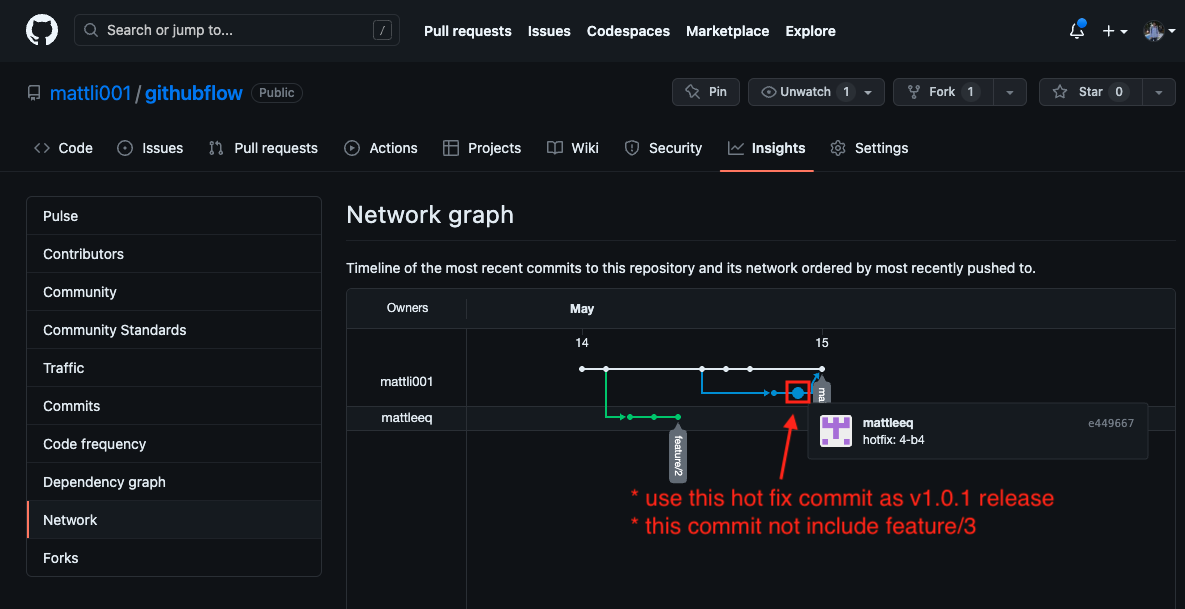 Search or jump to... /
Pull requests Issues Codespaces Marketplace Explore
mattli001 / githubflow Public
Pin Unwatch 1 Fork 1 Star 0
Code Issues Pull requests Actions Projects Wiki Security Insights Settings
Pulse
Contributors
Community
Community Standards
Traffic
Commits
Code frequency
Dependency graph
Network
Forks
Network graph
Timeline of the most recent commits to this repository and its network ordered by most recently pushed to.
Owners May
14 15
mattli001
ma
mattleeq
feature/2
mattleeq e449667
hotfix: 4-b4
* use this hot fix commit as v1.0.1 release
* this commit not include feature/3